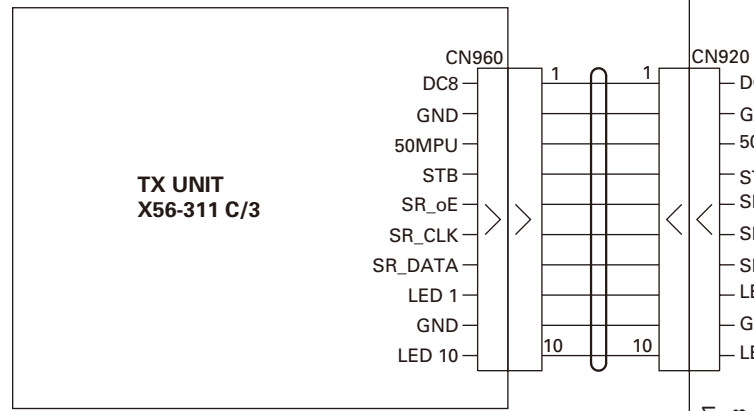 CN960
CN920
1
1
DC8
GND
50MPU
STB
SR_oE
SR_CLK
SR_DATA
LED 1
GND
LED 10
10
10
TX UNIT
X56-311 C/3